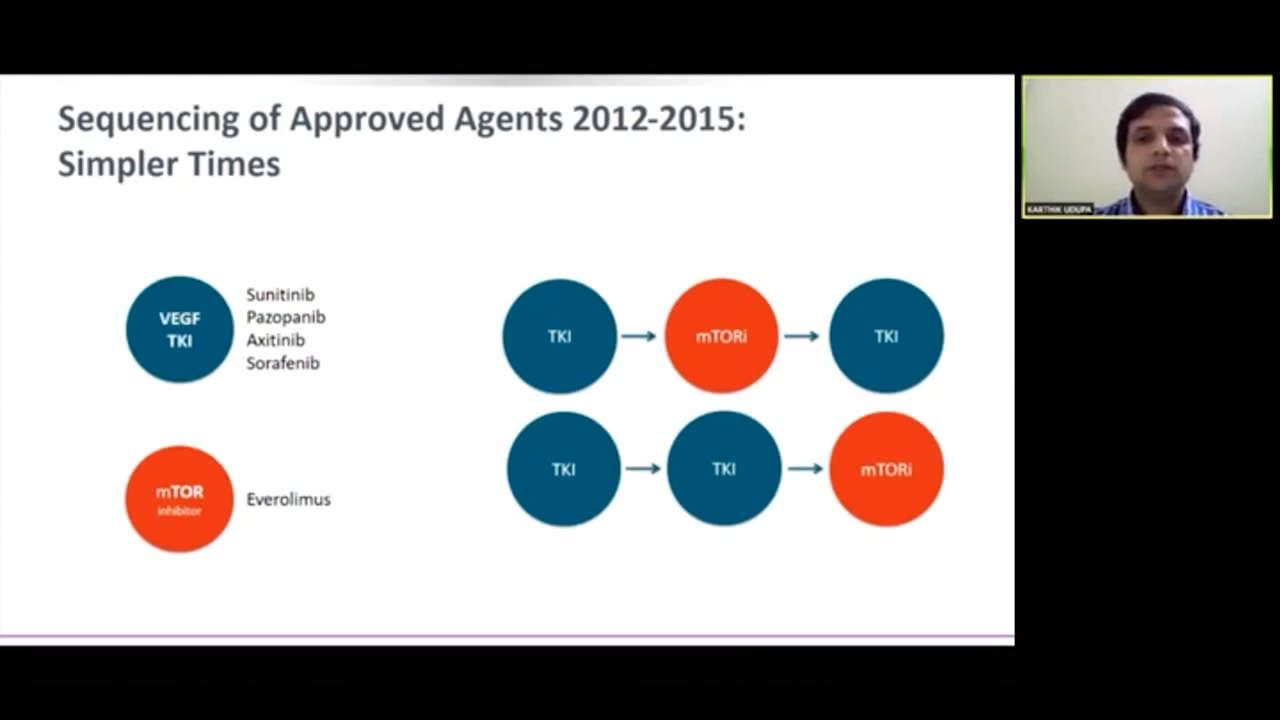 Sequencing of Approved Agents 2012-2015:
Simpler Times
VEGF
TKI
Sunitinib
Pazopanib
Axitinib
Sorafenib
mTOR
inhibitor
Everolimus
TKI
mTORi
TKI
TKI
TKI
mTORi
KARTHIK UDUPA